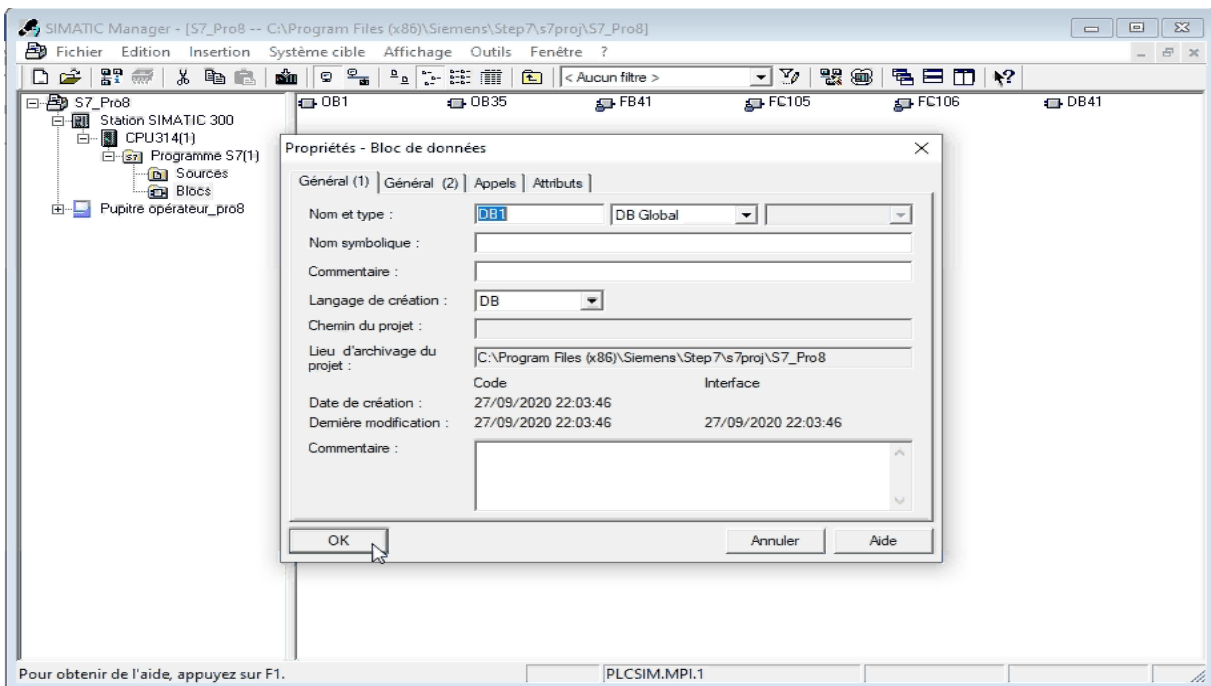 SIMATIC Manager - [S7_Pro8 -- C:\Program Files (x86)\Siemens\Step7\s7proj\S7_Pro8]
Fichier Edition Insertion Système cible Affichage Outils Fenêtre ?
< Aucun filtre >
S7_Pro8
Station SIMATIC 300
CPU314(1)
Programme S7(1)
Sources
Blocs
Pupitre opérateur_pro8
OB1 OB35 FB41 FC105 FC106 DB41
Propriétés - Bloc de données
Général (1) Général (2) Appels Attributs
Nom et type : DB1 DB Global
Nom symbolique :
Commentaire :
Langage de création : DB
Chemin du projet :
Lieu d'archivage du
projet : C:\Program Files (x86)\Siemens\Step7\s7proj\S7_Pro8
Code Interface
Date de création : 27/09/2020 22:03:46
Dernière modification : 27/09/2020 22:03:46 27/09/2020 22:03:46
Commentaire :
OK Annuler Aide
Pour obtenir de l'aide, appuyez sur F1. PLCSIM.MPI.1